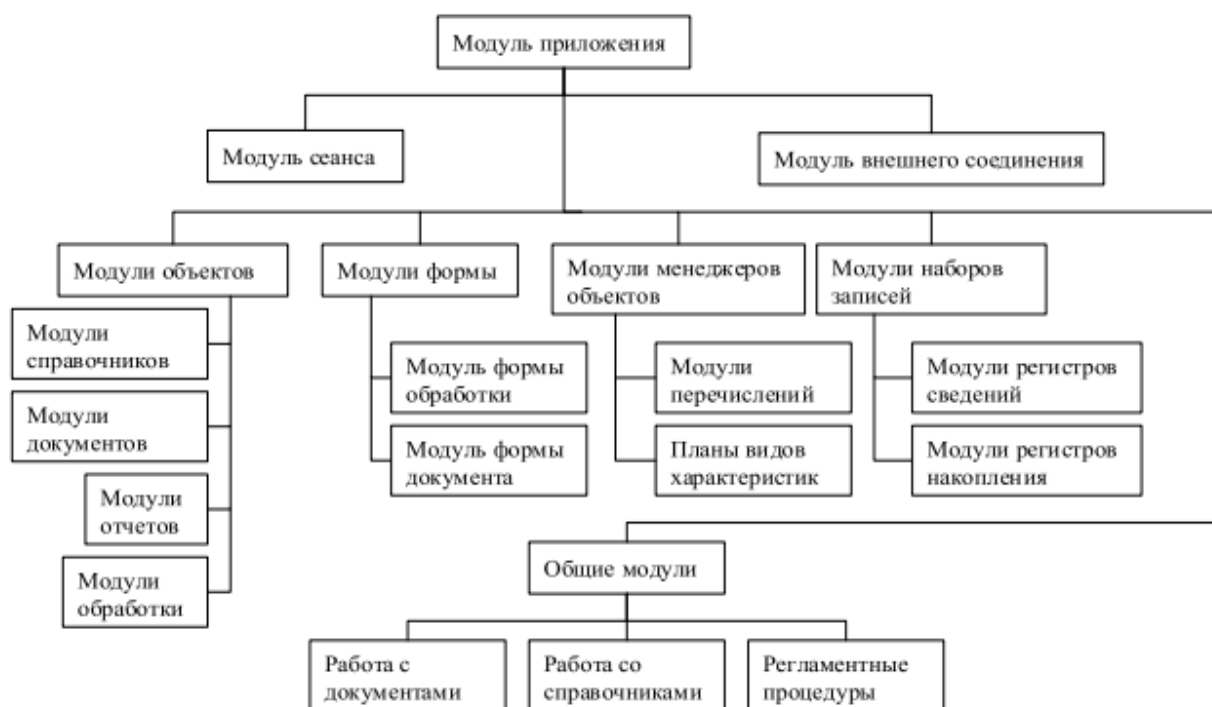 Модуль приложения
Модуль сеанса
Модуль внешнего соединения
Модули объектов
Модули формы
Модули менеджеров
объектов
Модули наборов
записей
Модули
справочников
Модули
документов
Модули
отчетов
Модули
обработки
Модуль формы
обработки
Модуль формы
документа
Модули
перечислений
Планы видов
характеристик
Модули регистров
сведений
Модули регистров
накопления
Общие модули
Работа с
документами
Работа со
справочниками
Регламентные
процедуры